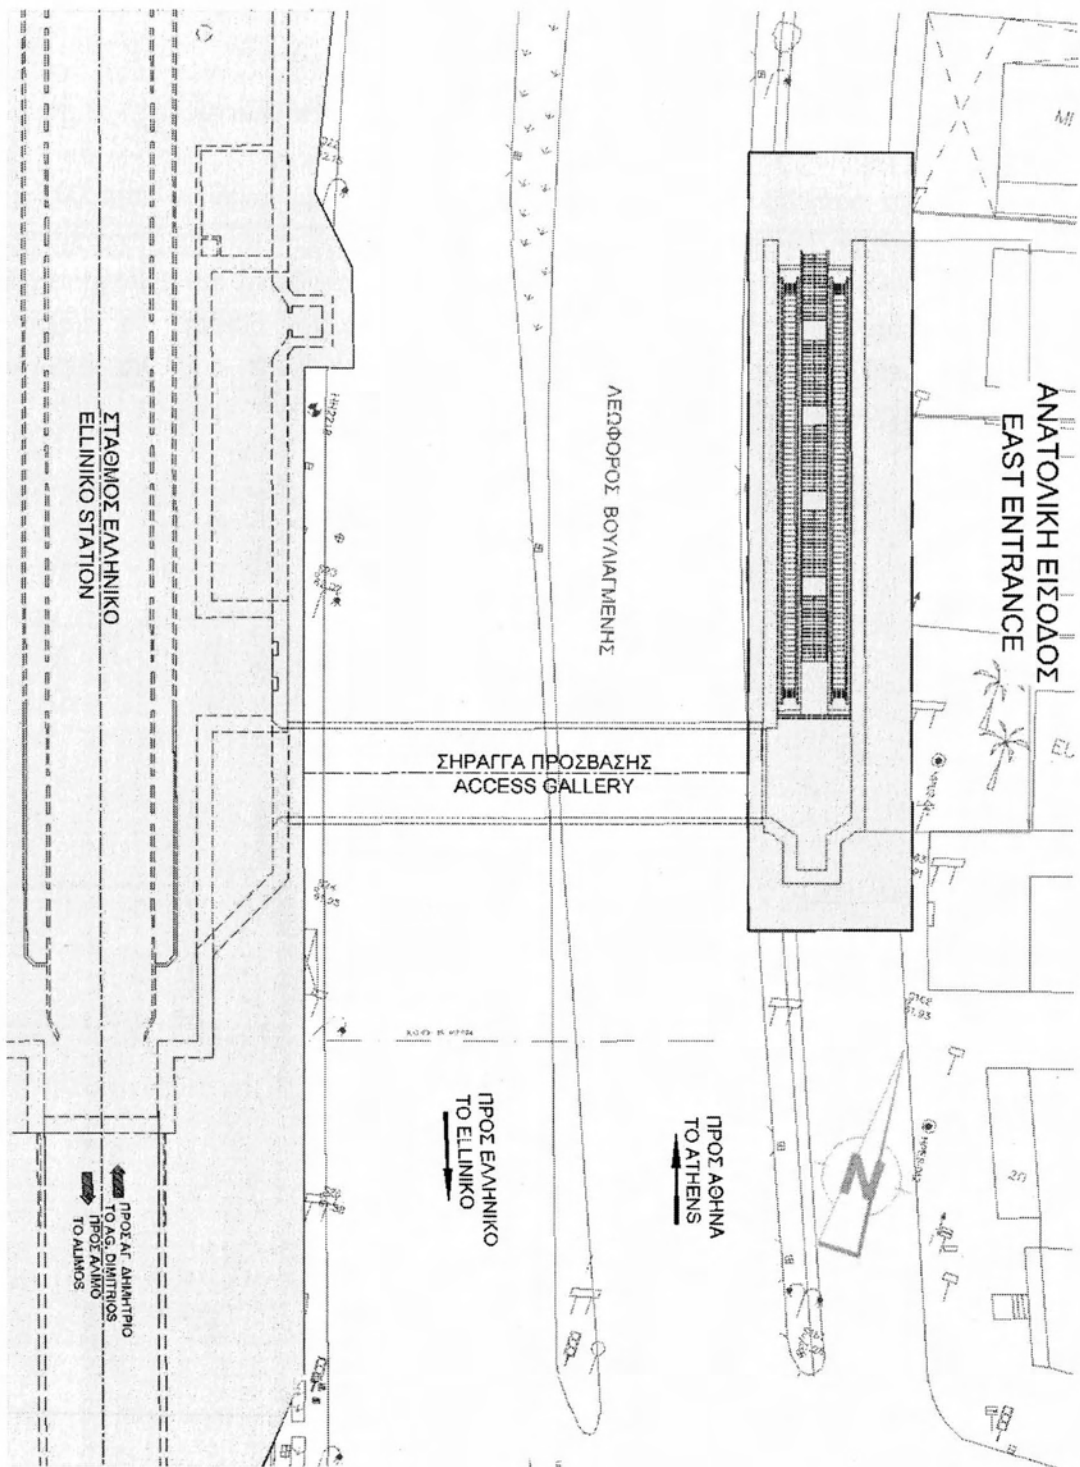 ΣΤΑΘΜΟΣ ΕΛΛΗΝΙΚΟ
ELLINIKO STATION
ΛΕΩΦΟΡΟΣ ΒΟΥΛΙΑΓΜΕΝΗΣ
ΑΝΑΤΟΛΙΚΗ ΕΙΣΟΔΟΣ
EAST ENTRANCE
ΣΗΡΑΓΓΑ ΠΡΟΣΒΑΣΗΣ
ACCESS GALLERY
ΠΡΟΣ ΕΛΛΗΝΙΚΟ
TO ELLINIKO
ΠΡΟΣ ΑΘΗΝΑ
TO ATHENS
N
ΠΡΟΣ ΑΓ. ΔΗΜΗΤΡΙΟ
TO AG. DIMITRIOS
ΠΡΟΣ ΑΛΙΜΟ
TO ALIMOS